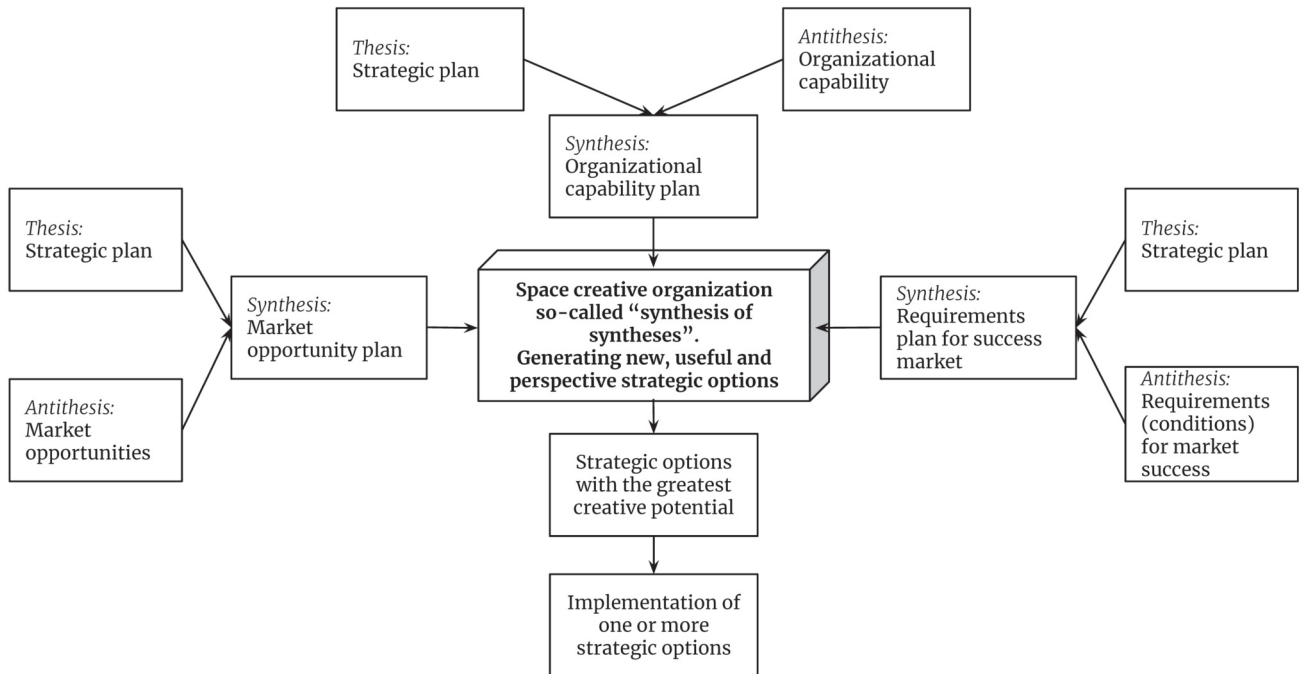 Thesis:
Strategic plan
Antithesis:
Organizational
capability
Synthesis:
Organizational
capability plan
Thesis:
Strategic plan
Antithesis:
Market
opportunities
Synthesis:
Market
opportunity plan
Space creative organization
so-called “synthesis of
syntheses”.
Generating new, useful and
perspective strategic options
Synthesis:
Requirements
plan for success
market
Thesis:
Strategic plan
Antithesis:
Requirements
(conditions)
for market
success
Strategic options
with the greatest
creative potential
Implementation of
one or more
strategic options